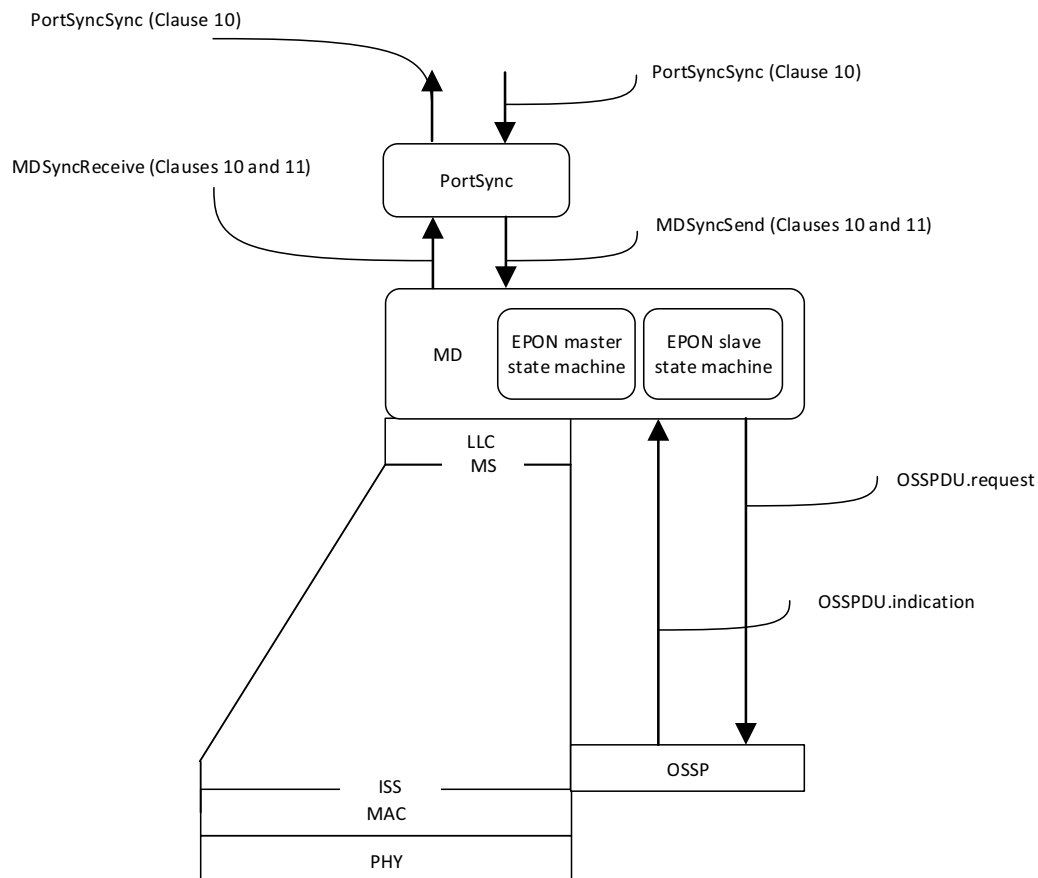 PortSyncSync (Clause 10)
PortSyncSync (Clause 10)
MDSyncReceive (Clauses 10 and 11)
PortSync
MDSyncSend (Clauses 10 and 11)
MD
EPON master
state machine
EPON slave
state machine
LLC
MS
OSSPDU.request
OSSPDU.indication
OSSP
ISS
MAC
PHY